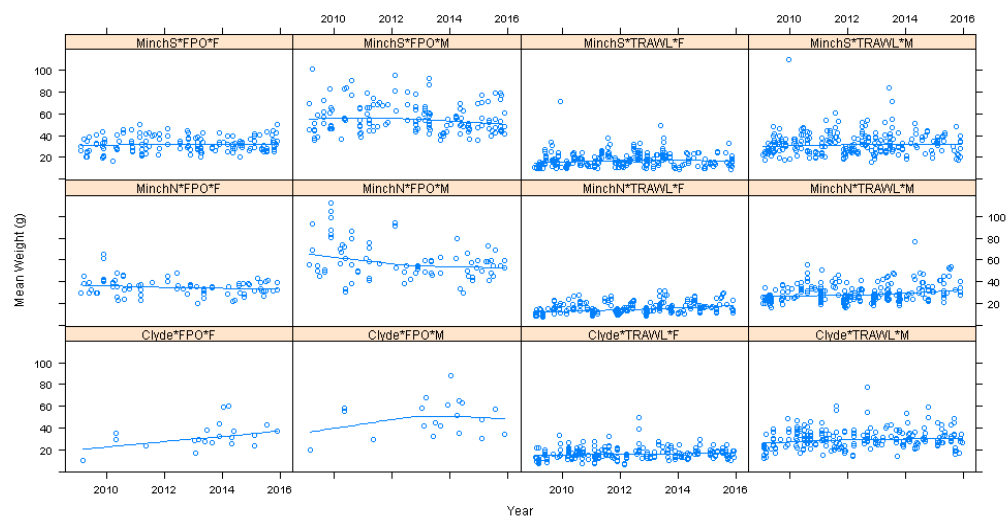 2010 2012 2014 2016 2010 2012 2014 2016
MinchS*FPO*F MinchS*FPO*M MinchS*TRAWL*F MinchS*TRAWL*M
100
80
60
40
20
MinchN*FPO*F MinchN*FPO*M MinchN*TRAWL*F MinchN*TRAWL*M
100
80
60
40
20
Clyde*FPO*F Clyde*FPO*M Clyde*TRAWL*F Clyde*TRAWL*M
100
80
60
40
20
2010 2012 2014 2016 2010 2012 2014 2016
Mean Weight (g)
Year